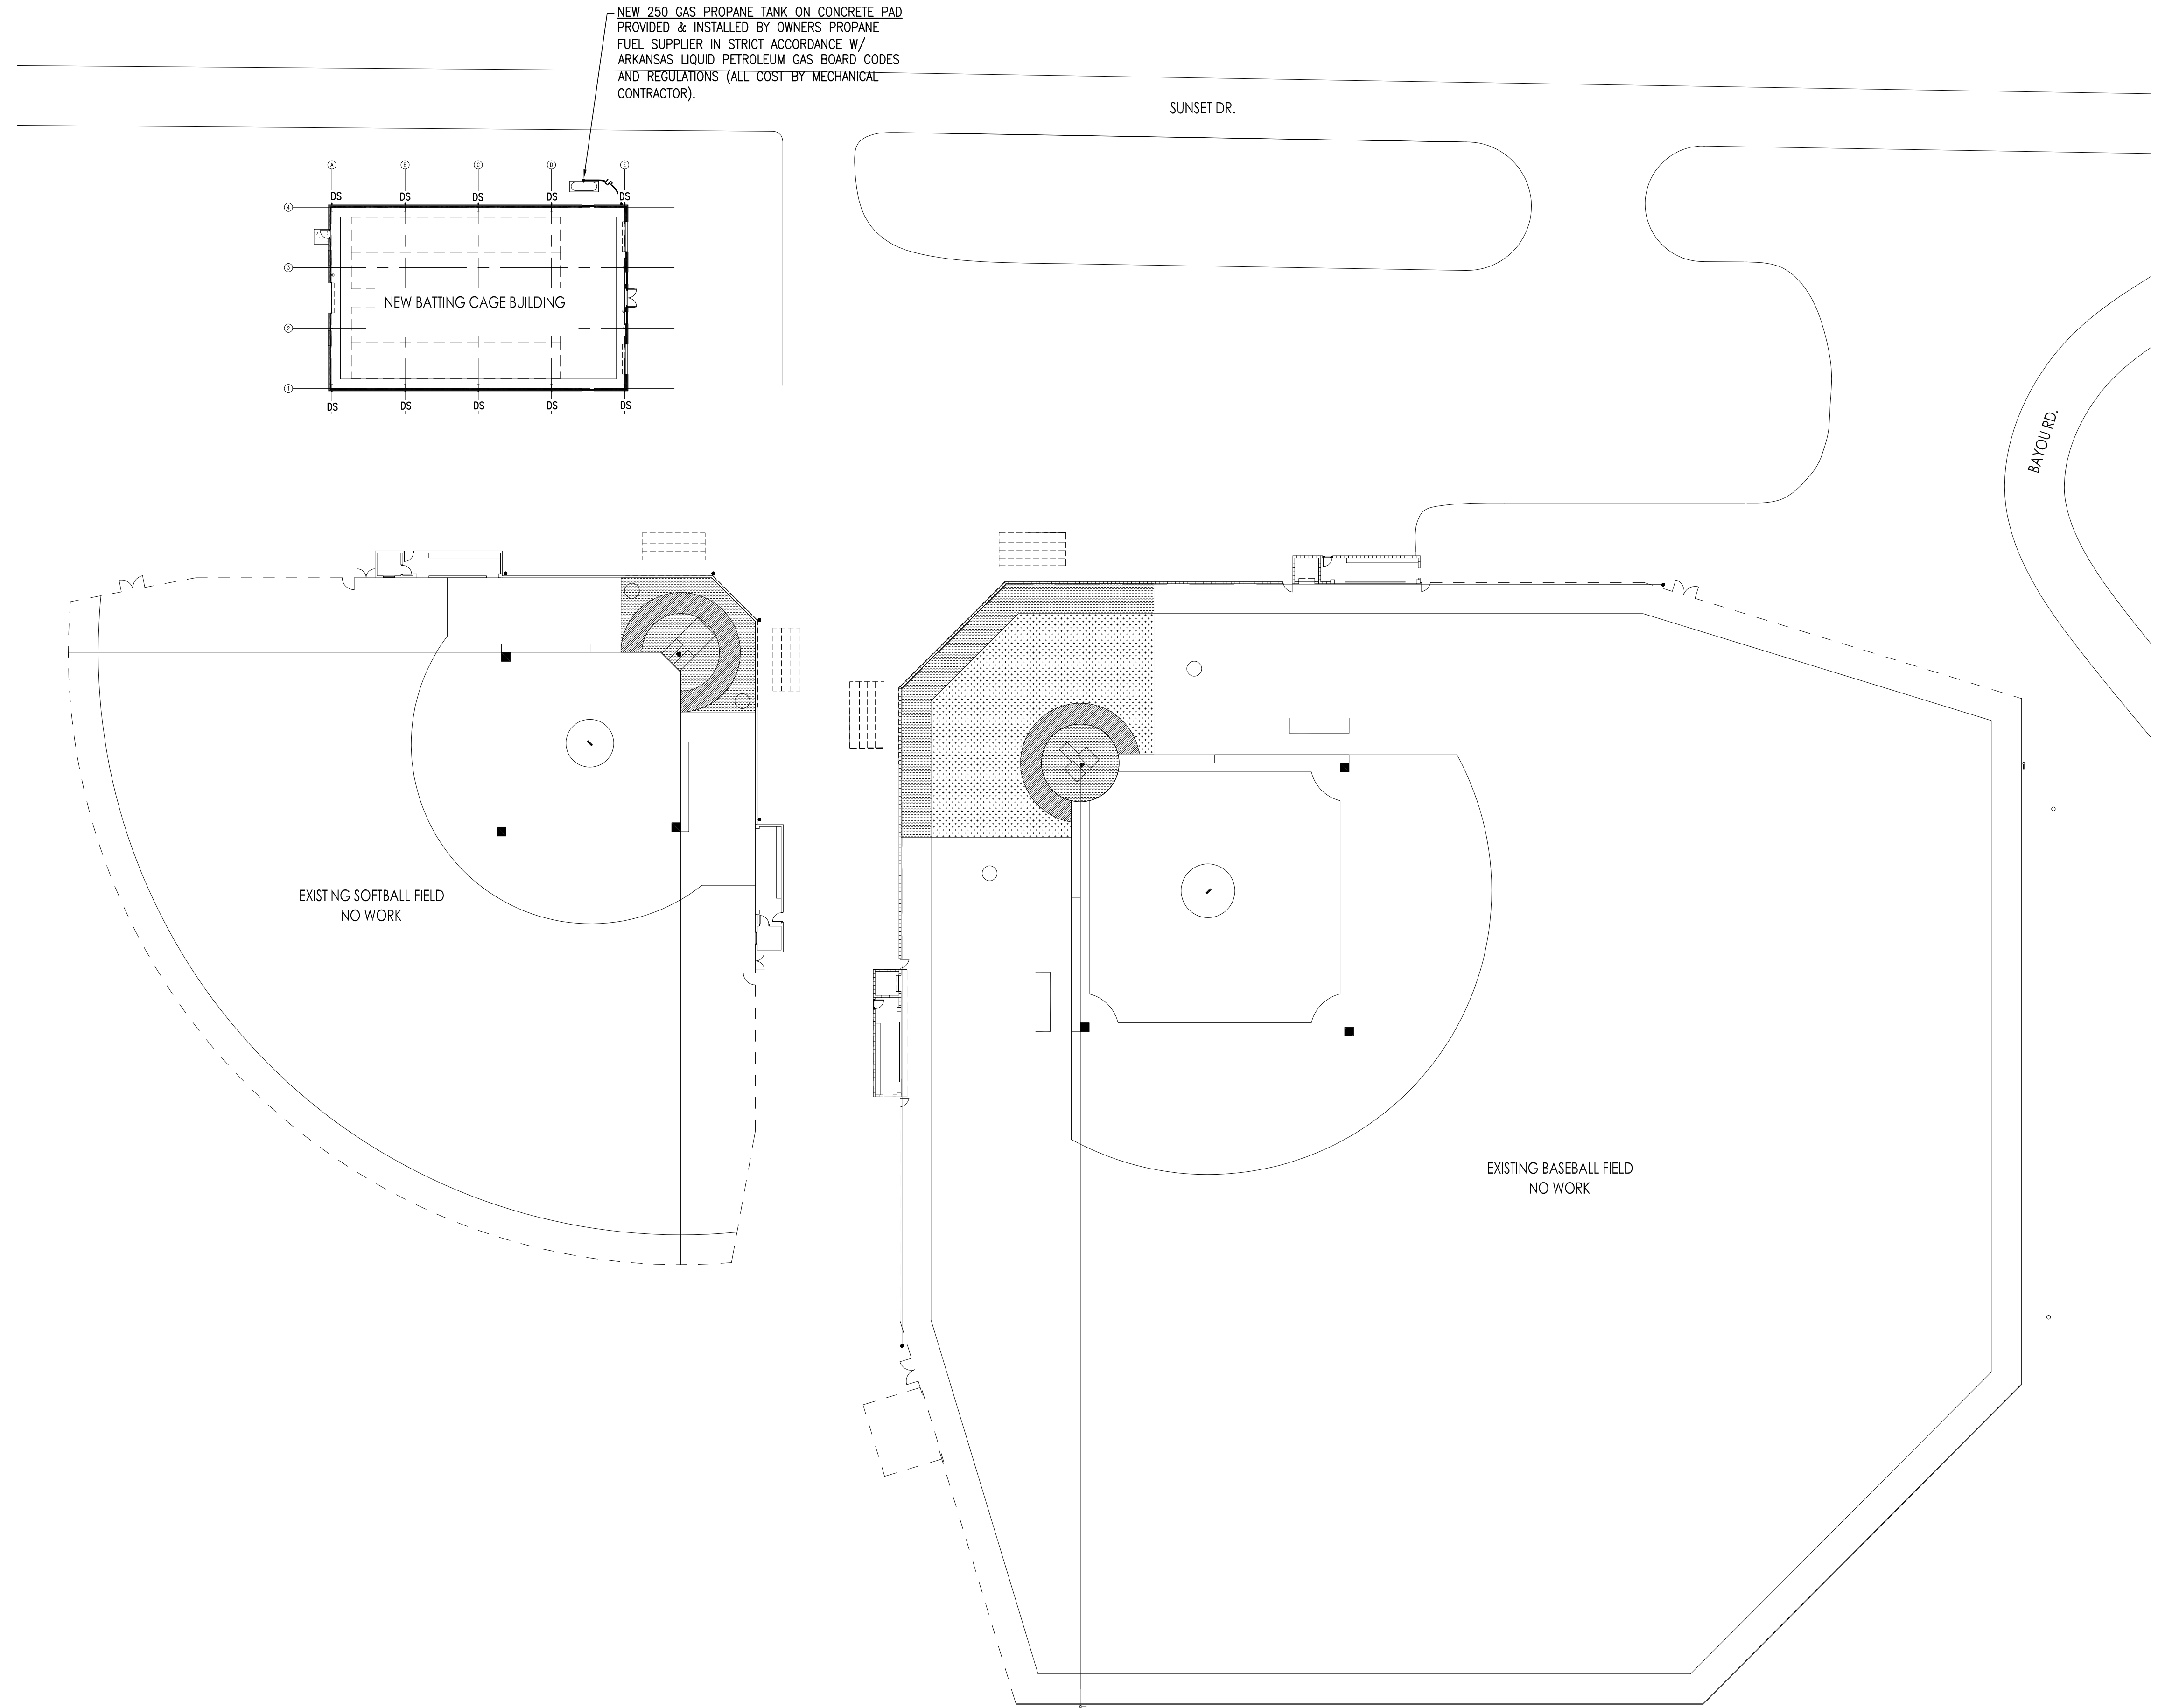 NEW 250 GAS PROPANE TANK ON CONCRETE PAD
PROVIDED & INSTALLED BY OWNERS PROPANE
FUEL SUPPLIER IN STRICT ACCORDANCE W/
ARKANSAS LIQUID PETROLEUM GAS BOARD CODES
AND REGULATIONS (ALL COST BY MECHANICAL
CONTRACTOR).
SUNSET DR.
A B C D E
DS DS DS DS DS
4
3
NEW BATTING CAGE BUILDING
2
1
DS DS DS DS DS
BAYOU RD.
EXISTING SOFTBALL FIELD
NO WORK
EXISTING BASEBALL FIELD
NO WORK